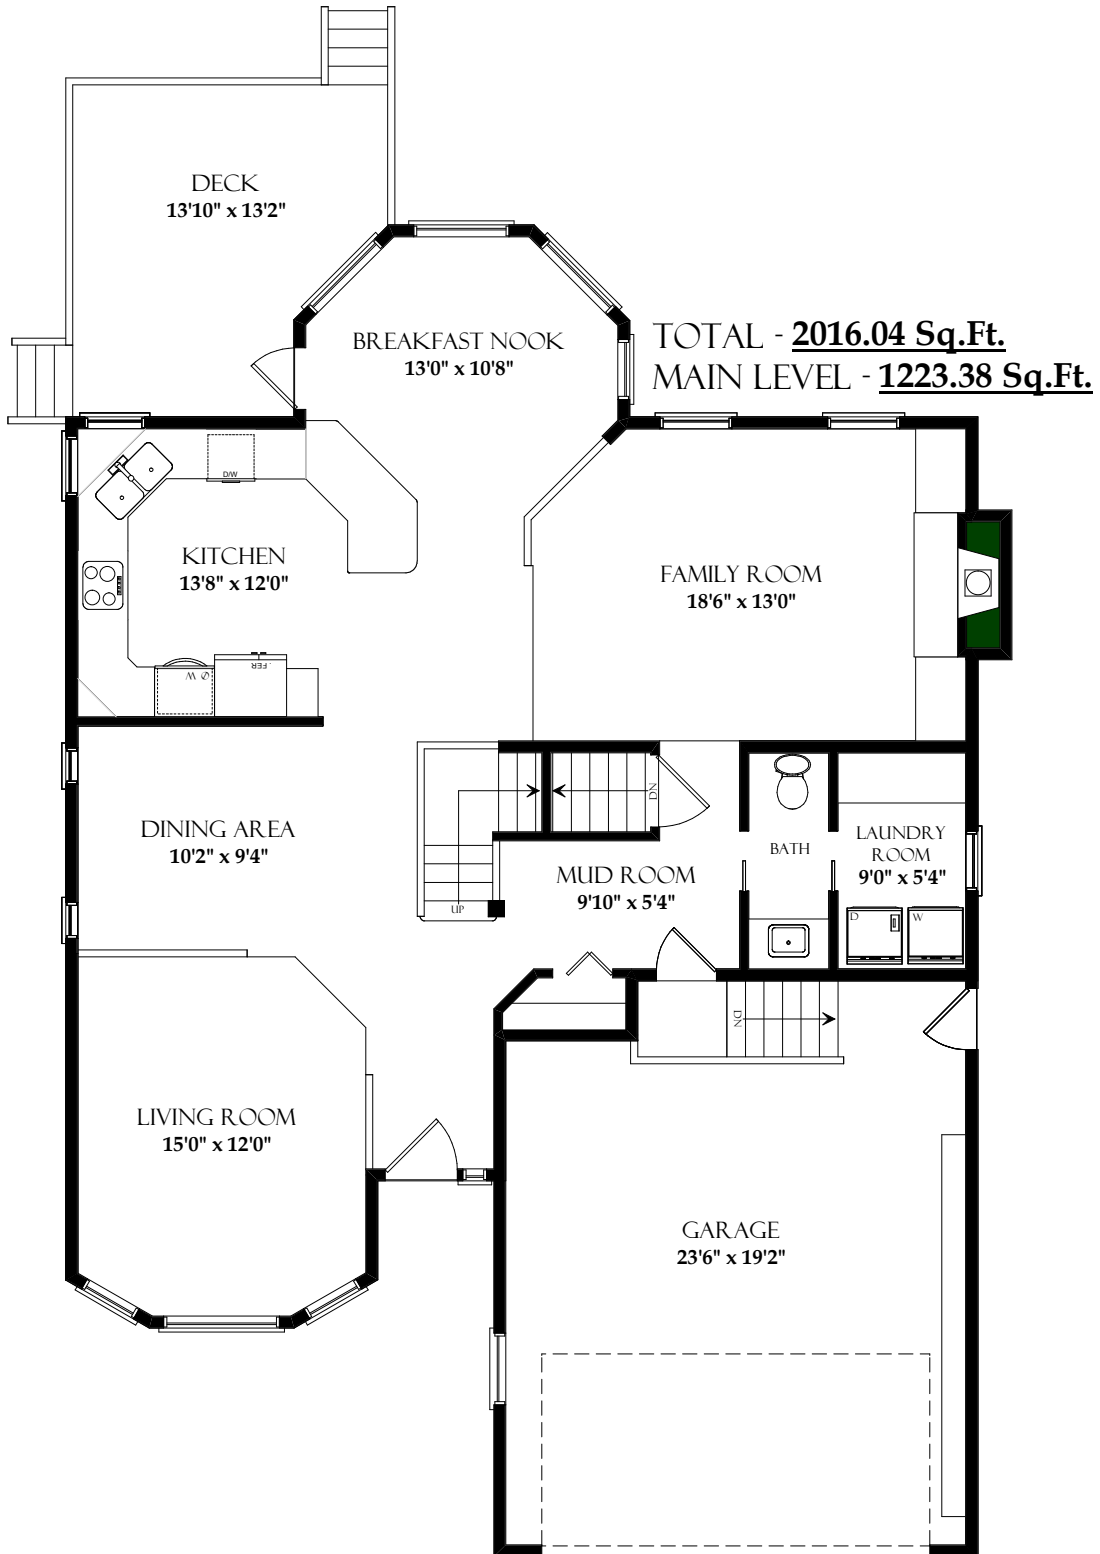 DECK
13'10" x 13'2"
BREAKFAST NOOK
13'0" x 10'8"
TOTAL - 2016.04 Sq.Ft.
MAIN LEVEL - 1223.38 Sq.Ft.
D/W
KITCHEN
13'8" x 12'0"
FAMILY ROOM
18'6" x 13'0"
Ø W
.FER
DN
DINING AREA
10'2" x 9'4"
BATH
LAUNDRY
ROOM
9'0" x 5'4"
MUD ROOM
9'10" x 5'4"
UP
D
W
DN
LIVING ROOM
15'0" x 12'0"
GARAGE
23'6" x 19'2"